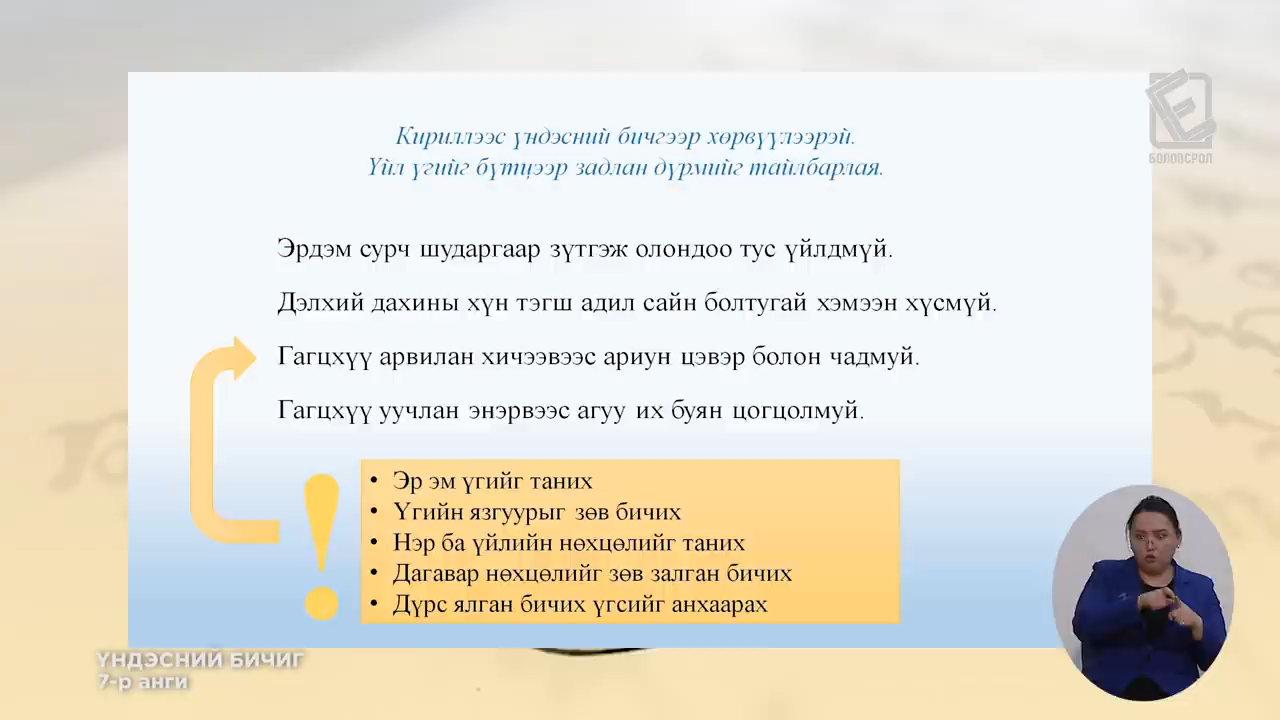 Кириллээс үндэсний бичгээр хөрвүүлээрэй.
Үйл үгийг бүтцээр задлан дүрмийг тайлбарлая.
БОЛОВСРОЛ
Эрдэм сурч шударгаар зүтгэж олондоо тус үйлдмүй.
Дэлхий дахины хүн тэгш адил сайн болтугай хэмээн хүсмүй.
Гагцхүү арвилан хичээвээс ариун цэвэр болон чадмуй.
Гагцхүү уучлан энэрвээс агуу их буян цогцолмуй.
• Эр эм үгийг таних
• Үгийн язгуурыг зөв бичих
• Нэр ба үйлийн нөхцөлийг таних
• Дагавар нөхцөлийг зөв залган бичих
• Дүрс ялган бичих үгсийг анхаарах
ҮНДЭСНИЙ БИЧИГ
7-р анги